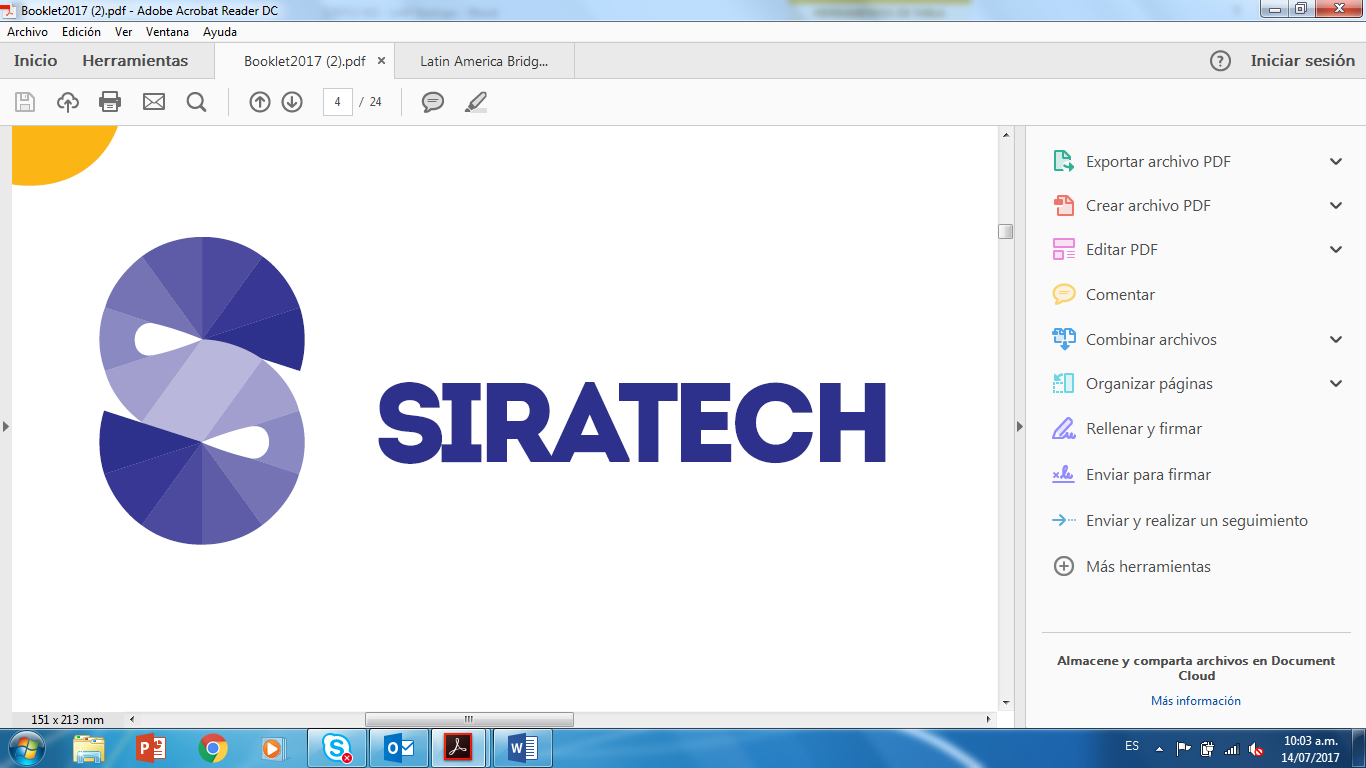 Booklet2017 (2).pdf - Adobe Acrobat Reader DC
Archivo Edición Ver Ventana Ayuda
Inicio Herramientas Booklet2017 (2).pdf × Latin America Bridg... Iniciar sesión
4 / 24
SIRATECH
Exportar archivo PDF
Crear archivo PDF
Editar PDF
Comentar
Combinar archivos
Organizar páginas
Rellenar y firmar
Enviar para firmar
Enviar y realizar un seguimiento
Más herramientas
Almacene y comparta archivos en Document
Cloud
Más información
151 x 213 mm
ES
10:03 a.m.
14/07/2017